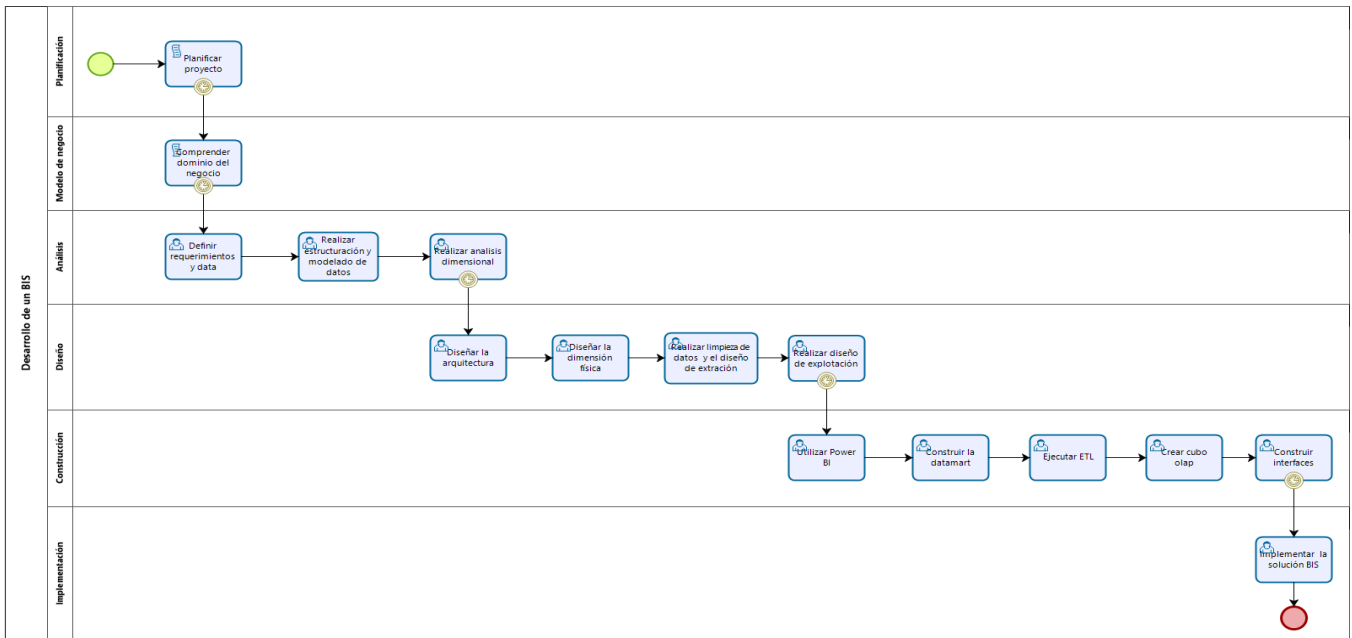 Desarrollo de un BIS
Planificación
Planificar
proyecto
Modelo de negocio
Comprender
dominio del
negocio
Análisis
Definir
requerimientos
y data
Realizar
estructuración y
modelado de
datos
Realizar analisis
dimensional
Diseño
Diseñar la
arquitectura
Diseñar la
dimensión
física
Realizar limpieza de
datos y el diseño
de extración
Realizar diseño
de explotación
Construcción
Utilizar Power
BI
Construir la
datamart
Ejecutar ETL
Crear cubo
olap
Construir
interfaces
Implementación
Implementar la
solución BIS